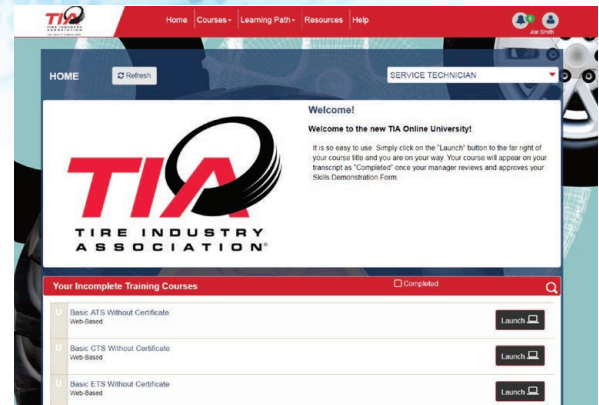 TIA
TIRE INDUSTRY
ASSOCIATION
Home Courses Learning Path Resources Help
Joe Smith
HOME
Refresh
SERVICE TECHNICIAN
Welcome!
Welcome to the new TIA Online University!
It is so easy to use. Simply click on the "Launch" button to the far right of
your course title and you are on your way. Your course will appear on your
transcript as "Completed" once your manager reviews and approves your
Skills Demonstration Form
TIA
TIRE INDUSTRY
ASSOCIATION®
Your Incomplete Training Courses
Completed
U
Basic ATS Without Certificate
Web-Based
Launch
U
Basic CTS Without Certificate
Web-Based
Launch
U
Basic ETS Without Certificate
Web-Based
Launch